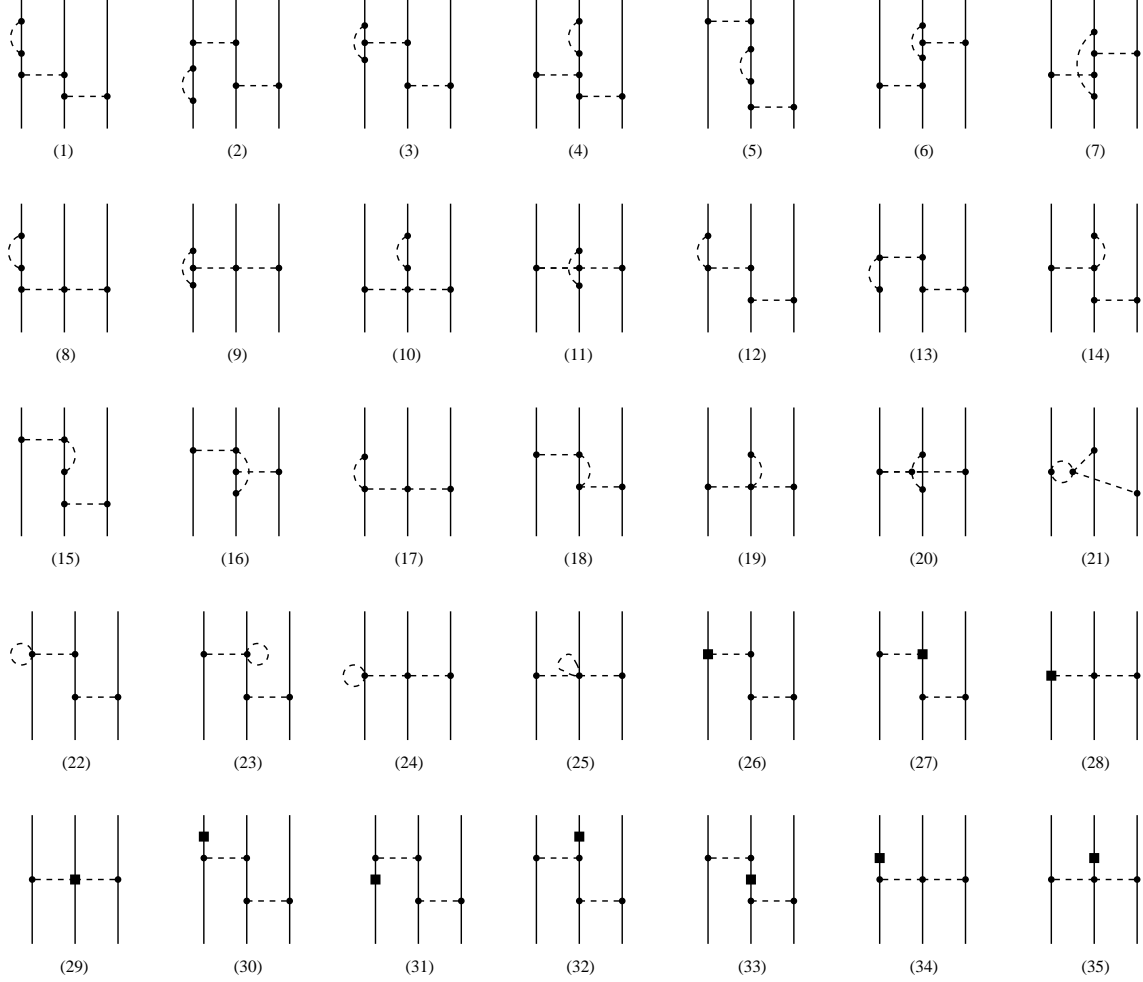 (1) (2) (3) (4) (5) (6) (7)
(8) (9) (10) (11) (12) (13) (14)
(15) (16) (17) (18) (19) (20) (21)
(22) (23) (24) (25) (26) (27) (28)
(29) (30) (31) (32) (33) (34) (35)